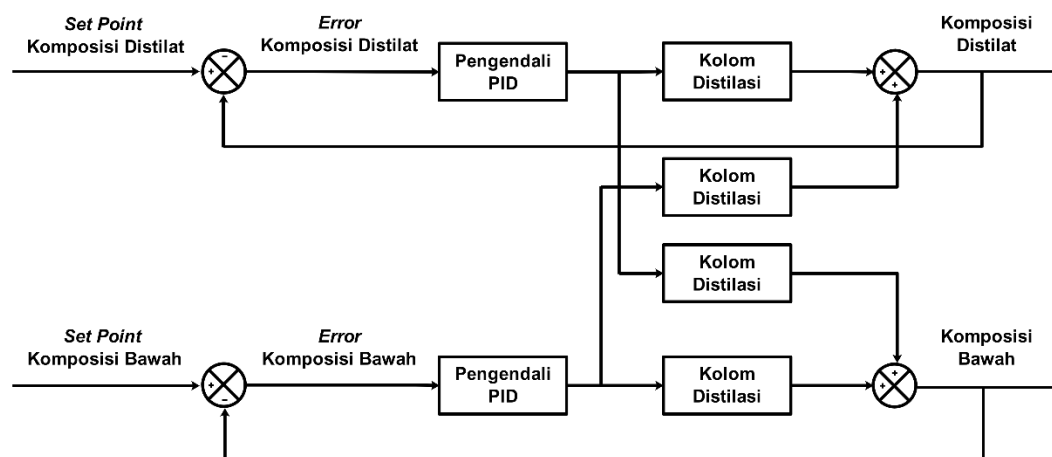 Set Point
Komposisi Distilat
Error
Komposisi Distilat
Pengendali
PID
Kolom
Distilasi
Komposisi
Distilat
−
+
+
+
Kolom
Distilasi
Kolom
Distilasi
Set Point
Komposisi Bawah
Error
Komposisi Bawah
Pengendali
PID
Kolom
Distilasi
Komposisi
Bawah
+
−
+
+